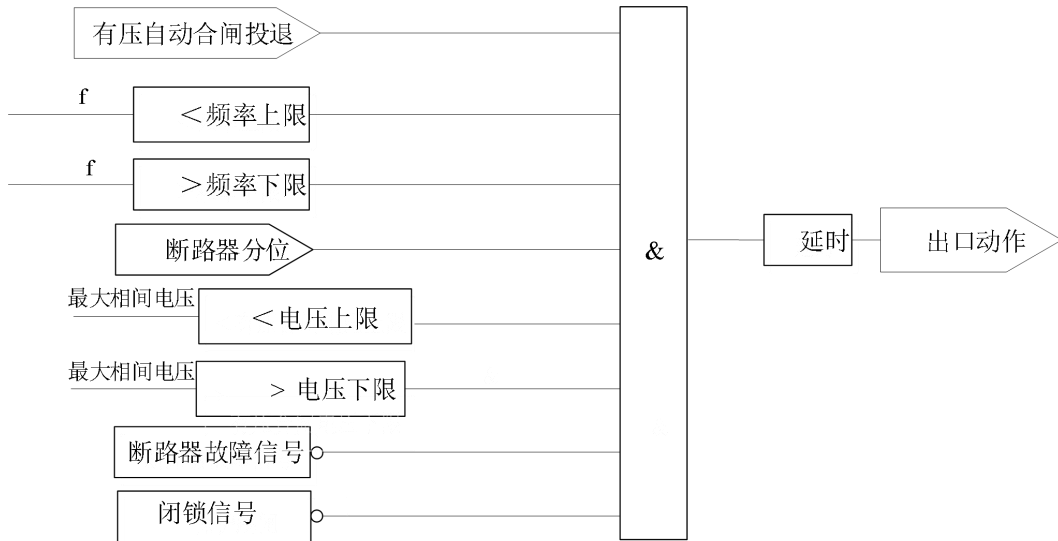 有压自动合闸投退
f
＜频率上限
f
＞频率下限
断路器分位
&
延时
出口动作
最大相间电压
＜电压上限
最大相间电压
> 电压下限
断路器故障信号
闭锁信号